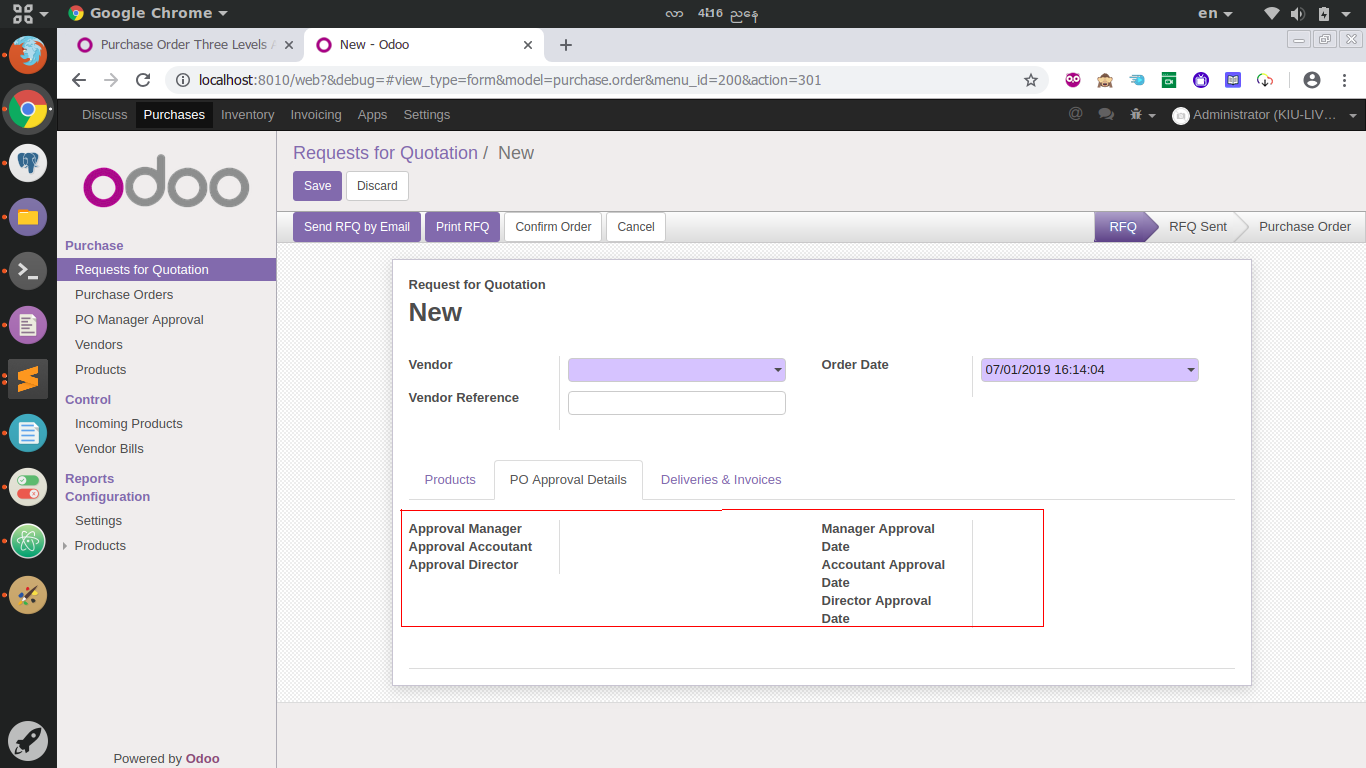 Google Chrome
လာ 4:16 ညနေ
en
Purchase Order Three Levels
New - Odoo
localhost:8010/web?&debug=#view_type=form&model=purchase.order&menu_id=200&action=301
Discuss Purchases Inventory Invoicing Apps Settings
@ Administrator (KIU-LIV…
odoo
Requests for Quotation / New
Save Discard
Send RFQ by Email Print RFQ Confirm Order Cancel
RFQ RFQ Sent Purchase Order
Purchase
Requests for Quotation
Purchase Orders
PO Manager Approval
Vendors
Products
Control
Incoming Products
Vendor Bills
Reports
Configuration
Settings
Products
Powered by Odoo
Request for Quotation
New
Vendor
Order Date 07/01/2019 16:14:04
Vendor Reference
Products PO Approval Details Deliveries & Invoices
Approval Manager
Approval Accoutant
Approval Director
Manager Approval
Date
Accoutant Approval
Date
Director Approval
Date